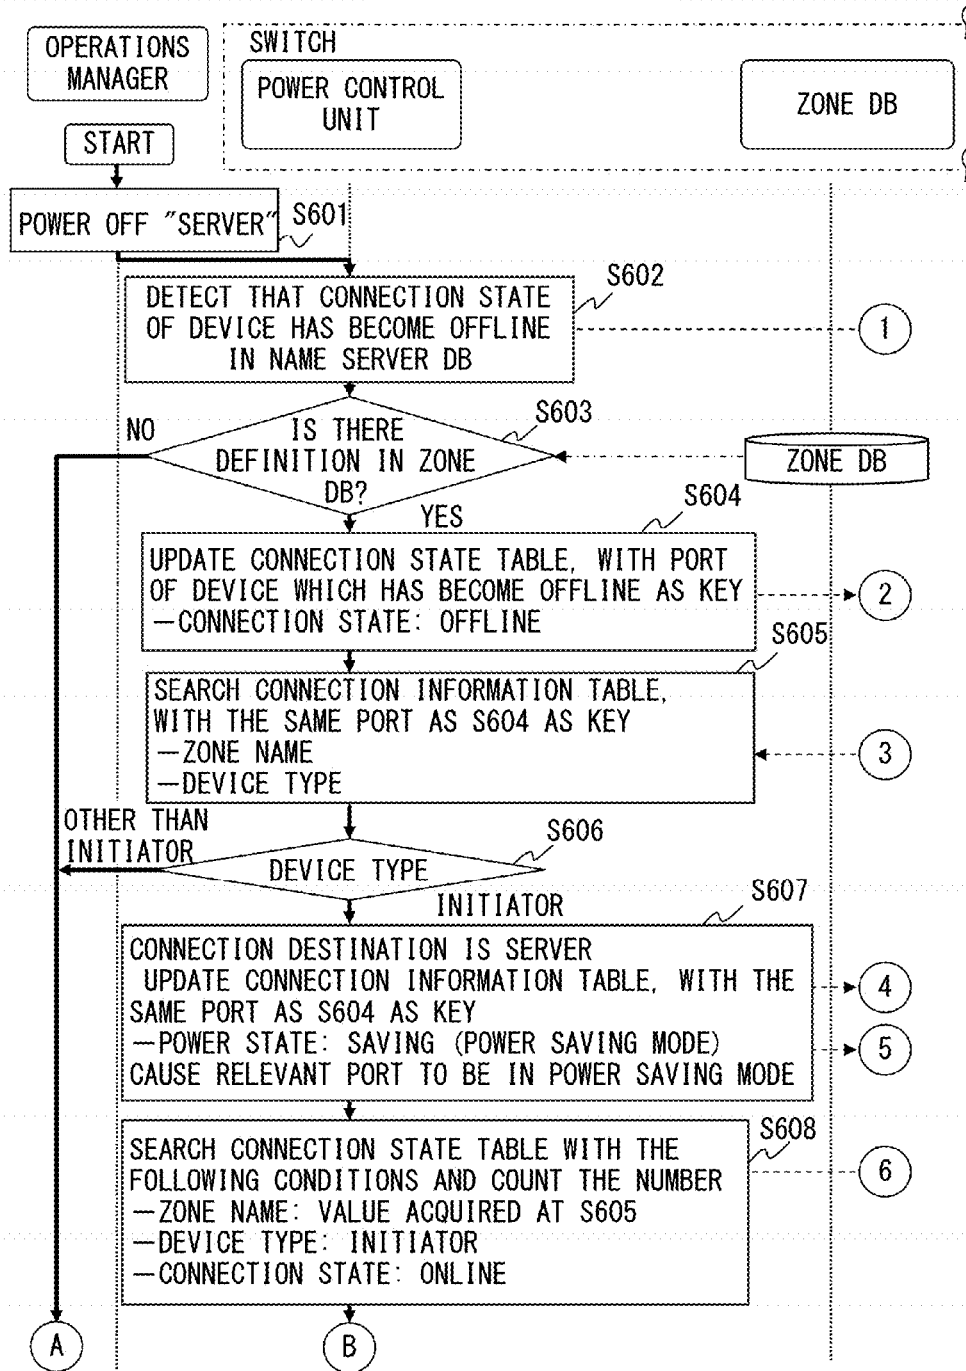 OPERATIONS
MANAGER
SWITCH
POWER CONTROL
UNIT
ZONE DB
START
POWER OFF "SERVER"
S601
S602
DETECT THAT CONNECTION STATE
OF DEVICE HAS BECOME OFFLINE
IN NAME SERVER DB
1
S603
NO
IS THERE
DEFINITION IN ZONE
DB?
ZONE DB
YES
S604
UPDATE CONNECTION STATE TABLE, WITH PORT
OF DEVICE WHICH HAS BECOME OFFLINE AS KEY
—CONNECTION STATE: OFFLINE
2
S605
SEARCH CONNECTION INFORMATION TABLE,
WITH THE SAME PORT AS S604 AS KEY
—ZONE NAME
—DEVICE TYPE
3
OTHER THAN
INITIATOR
S606
DEVICE TYPE
INITIATOR
S607
CONNECTION DESTINATION IS SERVER
UPDATE CONNECTION INFORMATION TABLE, WITH THE
SAME PORT AS S604 AS KEY
—POWER STATE: SAVING (POWER SAVING MODE)
CAUSE RELEVANT PORT TO BE IN POWER SAVING MODE
4
5
S608
SEARCH CONNECTION STATE TABLE WITH THE
FOLLOWING CONDITIONS AND COUNT THE NUMBER
—ZONE NAME: VALUE ACQUIRED AT S605
—DEVICE TYPE: INITIATOR
—CONNECTION STATE: ONLINE
6
A
B